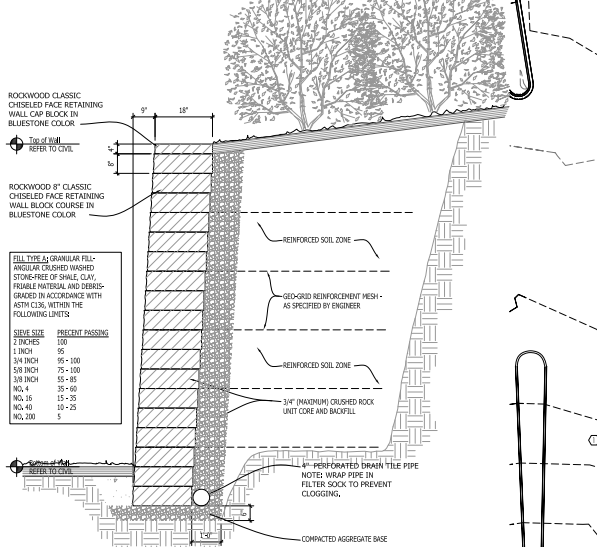 ROCKWOOD CLASSIC
CHISELED FACE RETAINING
WALL CAP BLOCK IN
BLUESTONE COLOR
9"
18"
Top of Wall
REFER TO CIVIL
4"
8"
ROCKWOOD 8" CLASSIC
CHISELED FACE RETAINING
WALL BLOCK COURSE IN
BLUESTONE COLOR
REINFORCED SOIL ZONE
FILL TYPE A: GRANULAR FILL-
ANGULAR CRUSHED WASHED
STONE-FREE OF SHALE, CLAY,
FRIABLE MATERIAL AND DEBRIS-
GRADED IN ACCORDANCE WITH
ASTM C136, WITHIN THE
FOLLOWING LIMITS:
SIEVE SIZE PRECENT PASSING
2 INCHES 100
1 INCH 95
3/4 INCH 95 - 100
5/8 INCH 75 - 100
3/8 INCH 55 - 85
NO. 4 35 - 60
NO. 16 15 - 35
NO. 40 10 - 25
NO. 200 5
GEO-GRID REINFORCEMENT MESH -
AS SPECIFIED BY ENGINEER
REINFORCED SOIL ZONE
3/4" (MAXIMUM) CRUSHED ROCK
UNIT CORE AND BACKFILL
Bottom of Wall
REFER TO CIVIL
4" PERFORATED DRAIN TILE PIPE
NOTE: WRAP PIPE IN
FILTER SOCK TO PREVENT
CLOGGING.
6"
1'-0"
COMPACTED AGGREGATE BASE